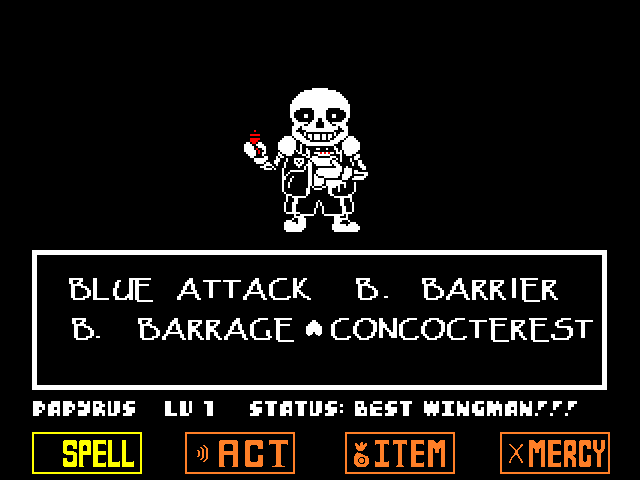 BLUE ATTACK B. BARRIER
B. BARRAGE CONCOCTEREST
PAPYRUS LV 1 STATUS: BEST WINGMAN!!!
SPELL ACT ITEM MERCY